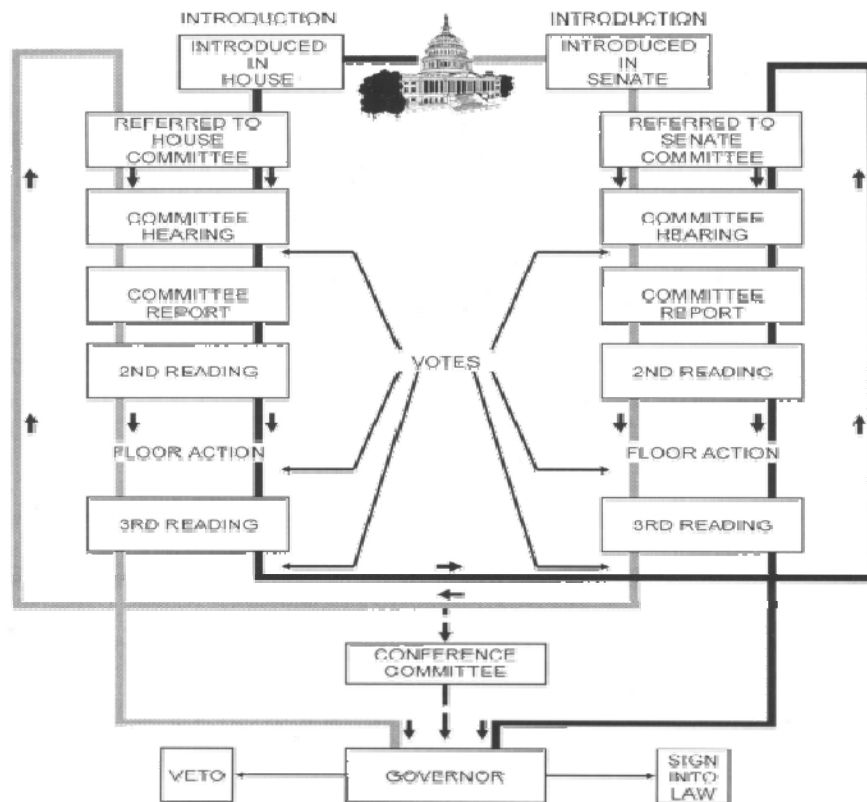 INTRODUCTION
INTRODUCED
IN
HOUSE
REFERRED TO
HOUSE
COMMITTEE
COMMITTEE
HEARING
COMMITTEE
REPORT
2ND READING
FLOOR ACTION
3RD READING
INTRODUCTION
INTRODUCED
IN
SENATE
REFERRED TO
SENATE
COMMITTEE
COMMITTEE
HEARING
COMMITTEE
REPORT
2ND READING
FLOOR ACTION
3RD READING
VOTES
CONFERENCE
COMMITTEE
VETO
GOVERNOR
SIGN
INTO
LAW